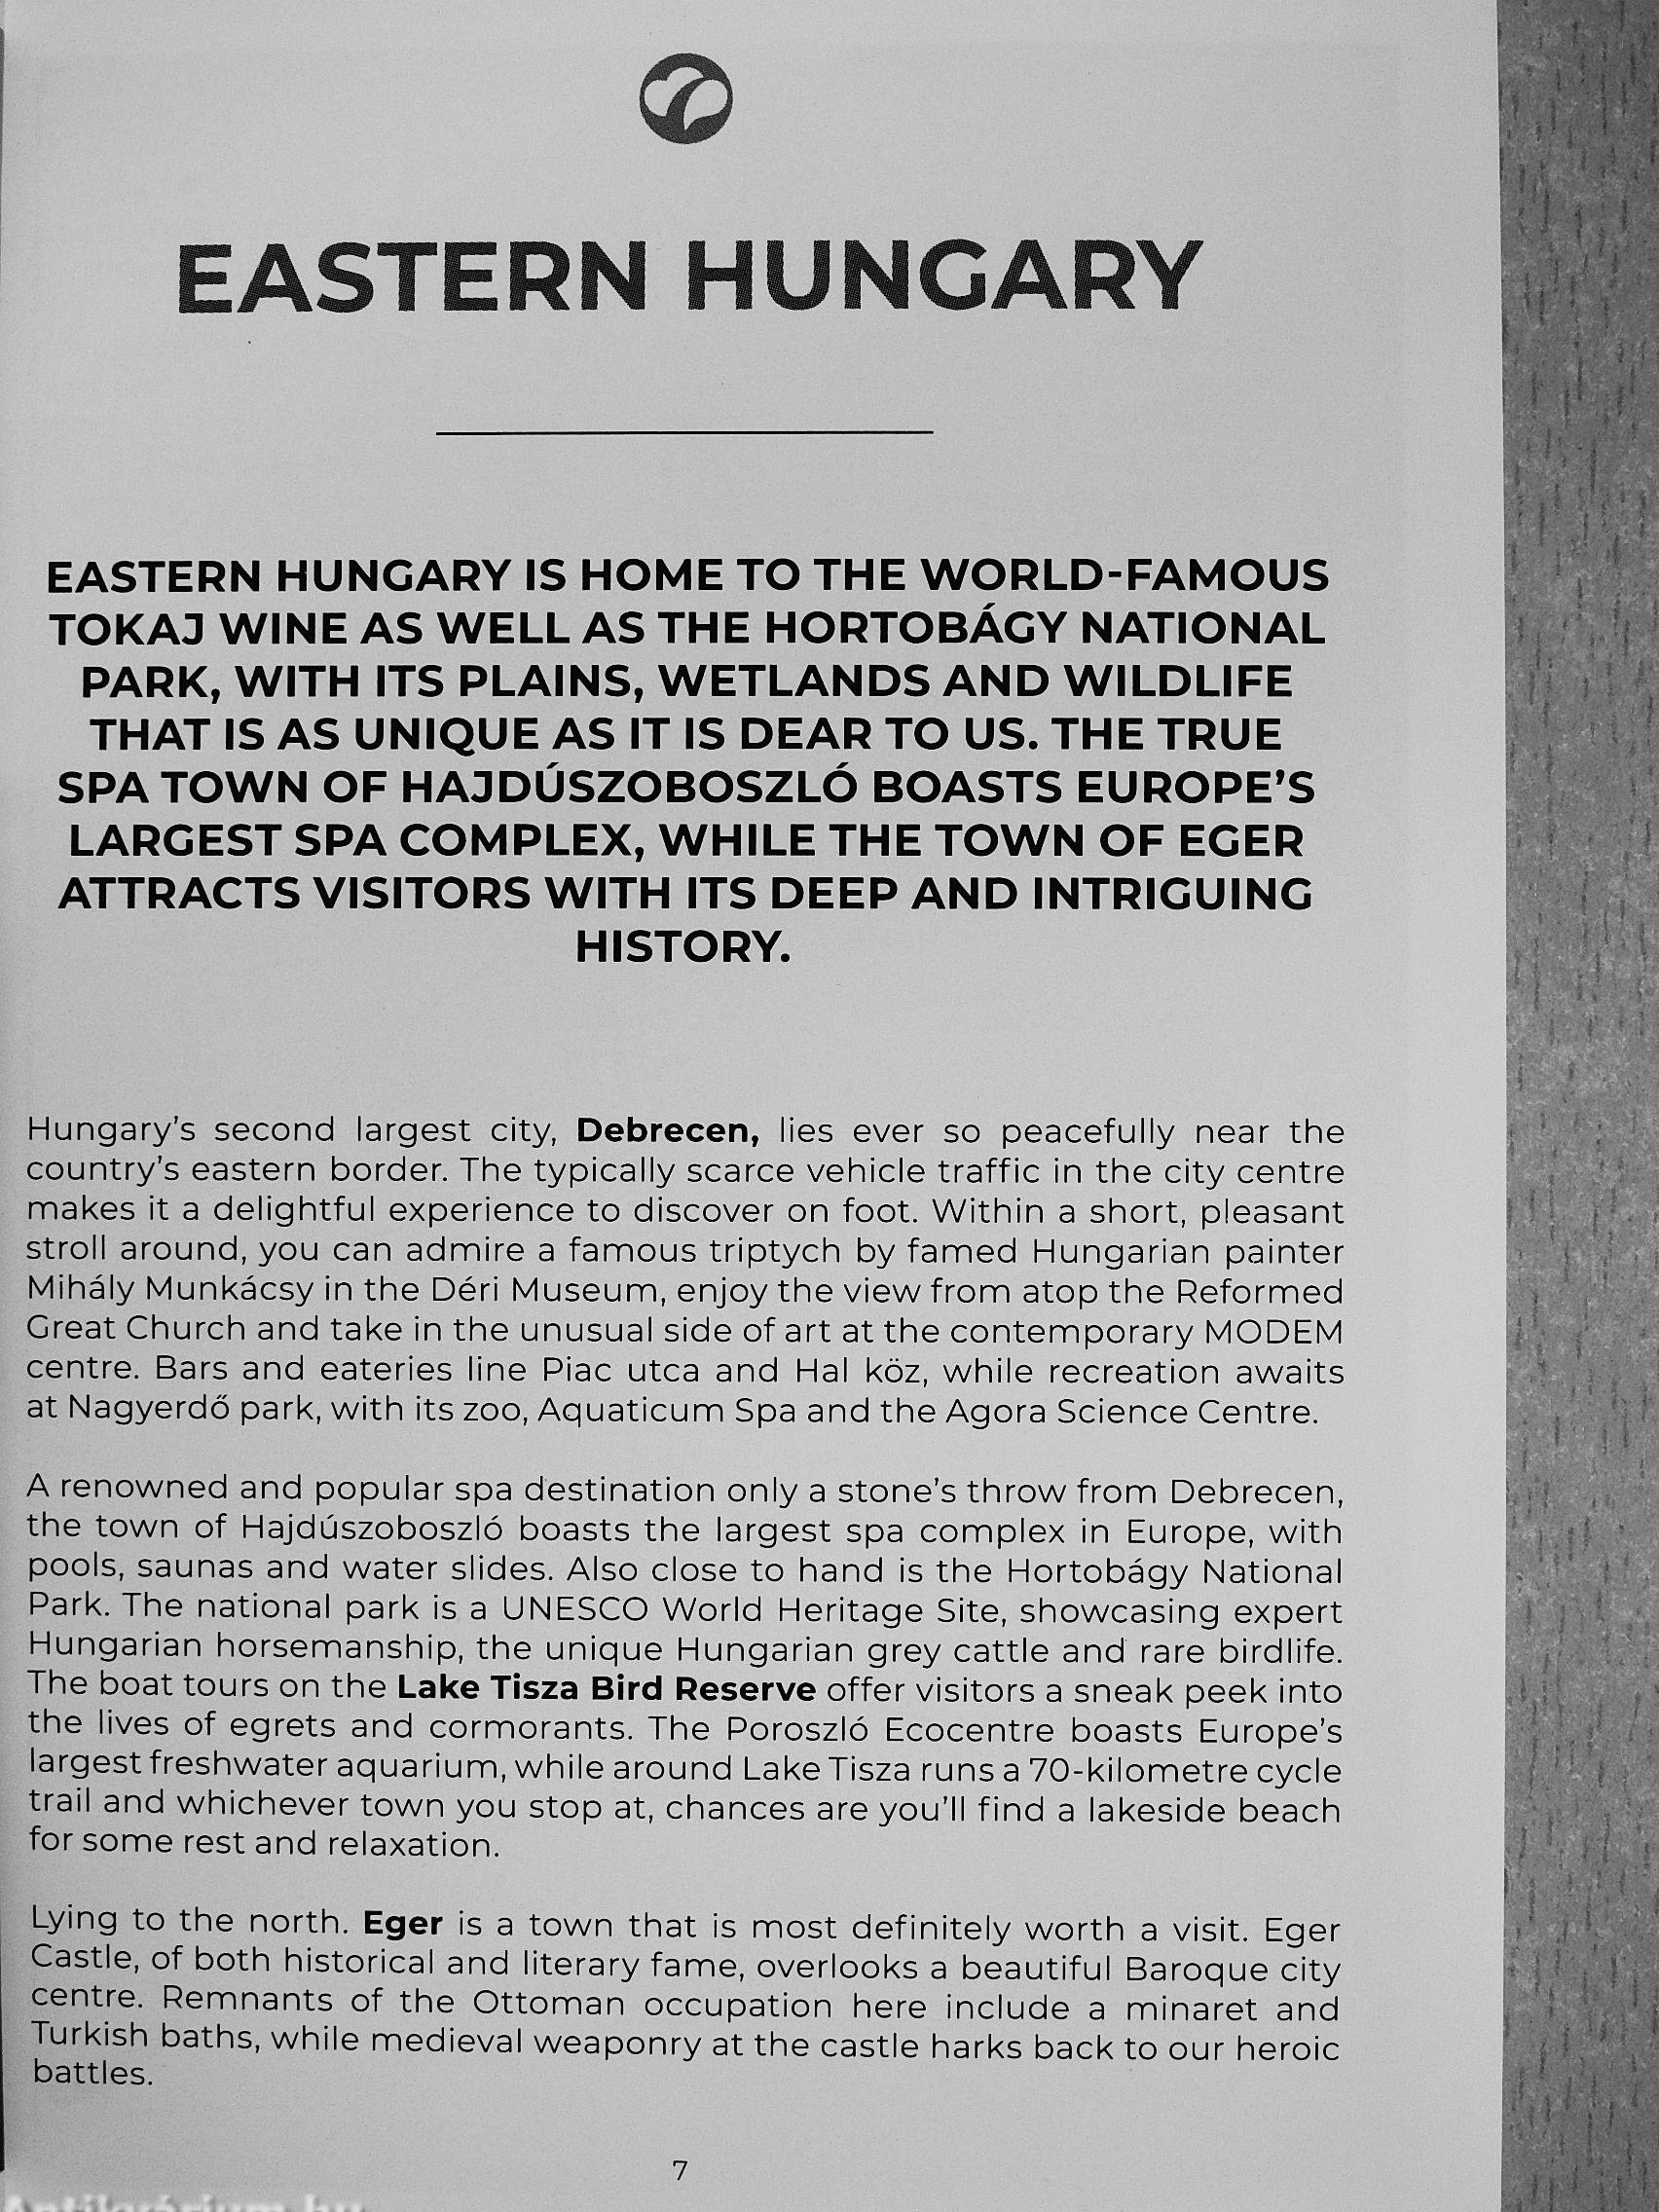 EASTERN HUNGARY
EASTERN HUNGARY IS HOME TO THE WORLD-FAMOUS
TOKAJ WINE AS WELL AS THE HORTOBÁGY NATIONAL
PARK, WITH ITS PLAINS, WETLANDS AND WILDLIFE
THAT IS AS UNIQUE AS IT IS DEAR TO US. THE TRUE
SPA TOWN OF HAJDÚSZOBOSZLÓ BOASTS EUROPE'S
LARGEST SPA COMPLEX, WHILE THE TOWN OF EGER
ATTRACTS VISITORS WITH ITS DEEP AND INTRIGUING
HISTORY.
Hungary's second largest city, Debrecen, lies ever so peacefully near the
country's eastern border. The typically scarce vehicle traffic in the city centre
makes it a delightful experience to discover on foot. Within a short, pleasant
stroll around, you can admire a famous triptych by famed Hungarian painter
Mihály Munkácsy in the Déri Museum, enjoy the view from atop the Reformed
Great Church and take in the unusual side of art at the contemporary MODEM
centre. Bars and eateries line Piac utca and Hal köz, while recreation awaits
at Nagyerdő park, with its zoo, Aquaticum Spa and the Agora Science Centre.
A renowned and popular spa destination only a stone's throw from Debrecen,
the town of Hajdúszoboszló boasts the largest spa complex in Europe, with
pools, saunas and water slides. Also close to hand is the Hortobágy National
Park. The national park is a UNESCO World Heritage Site, showcasing expert
Hungarian horsemanship, the unique Hungarian grey cattle and rare birdlife.
The boat tours on the Lake Tisza Bird Reserve offer visitors a sneak peek into
the lives of egrets and cormorants. The Poroszló Ecocentre boasts Europe's
largest freshwater aquarium, while around Lake Tisza runs a 70-kilometre cycle
trail and whichever town you stop at, chances are you'll find a lakeside beach
for some rest and relaxation.
Lying to the north. Eger is a town that is most definitely worth a visit. Eger
Castle, of both historical and literary fame, overlooks a beautiful Baroque city
centre. Remnants of the Ottoman occupation here include a minaret and
Turkish baths, while medieval weaponry at the castle harks back to our heroic
battles.
7